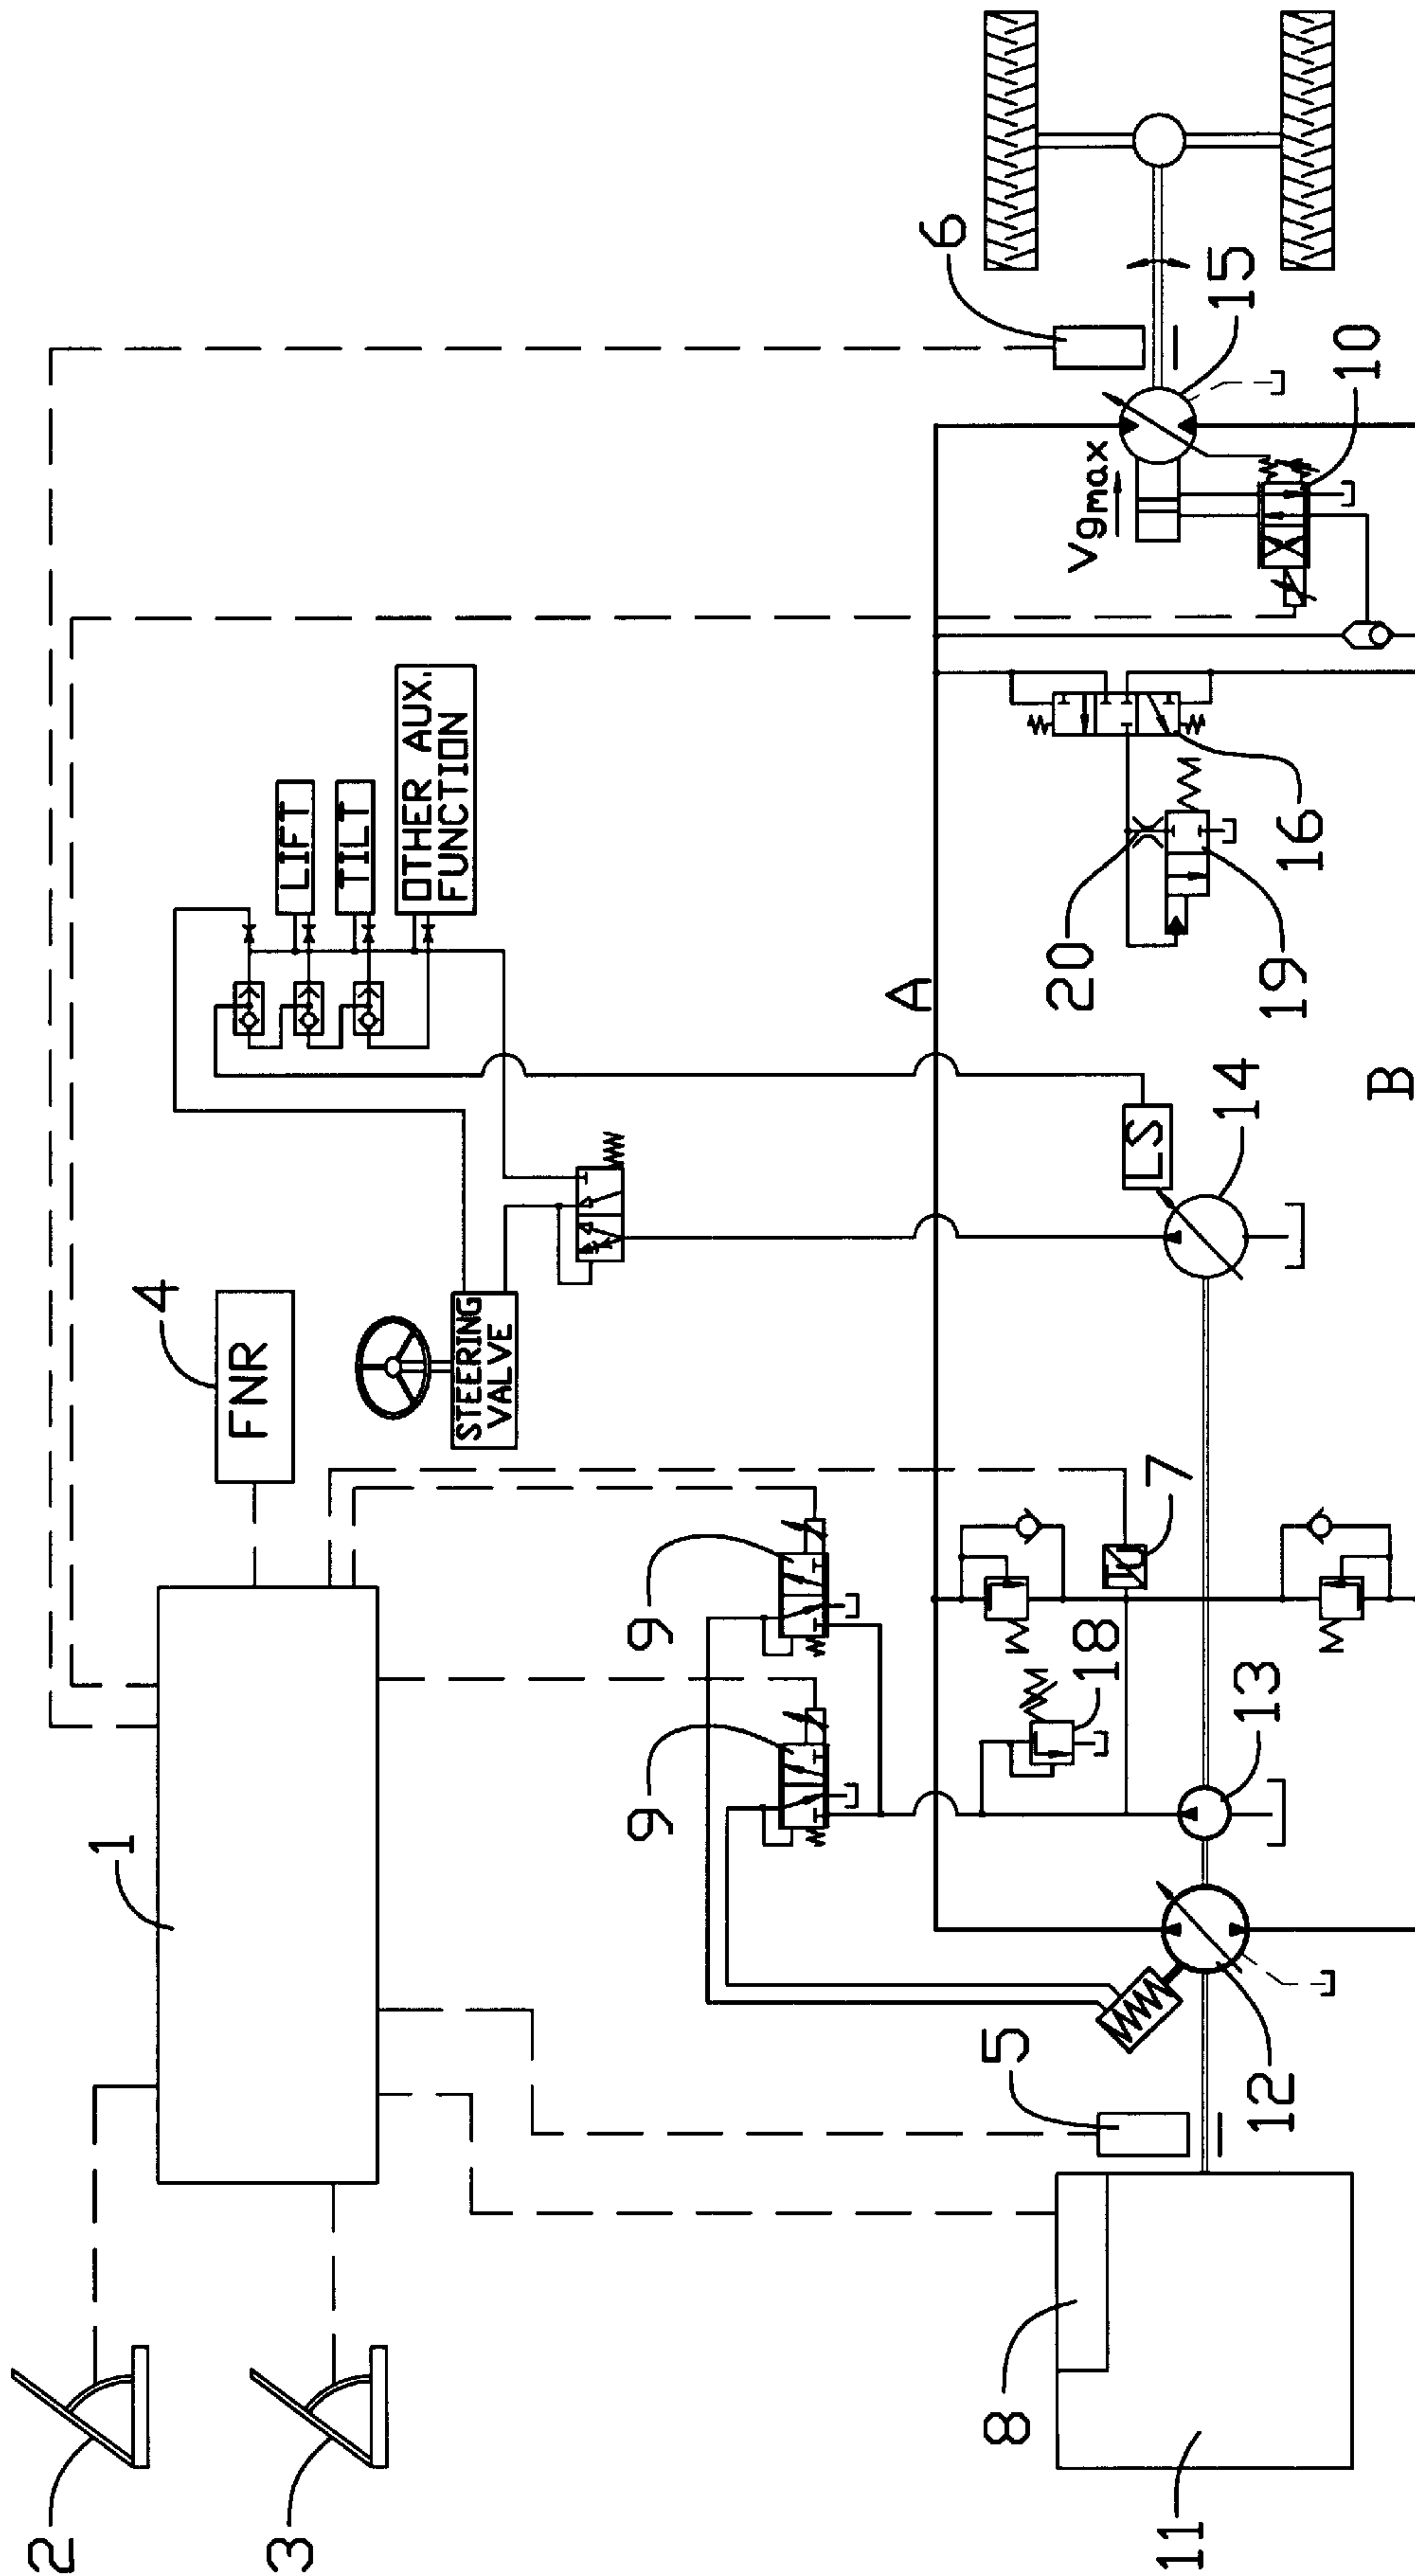 2
3
1
4
FNR
STEERING
VALVE
LIFT
TILT
OTHER AUX.
FUNCTION
9
9
8
11
5
12
13
18
7
LS
14
A
B
20
19
16
Vgmax
6
15
10